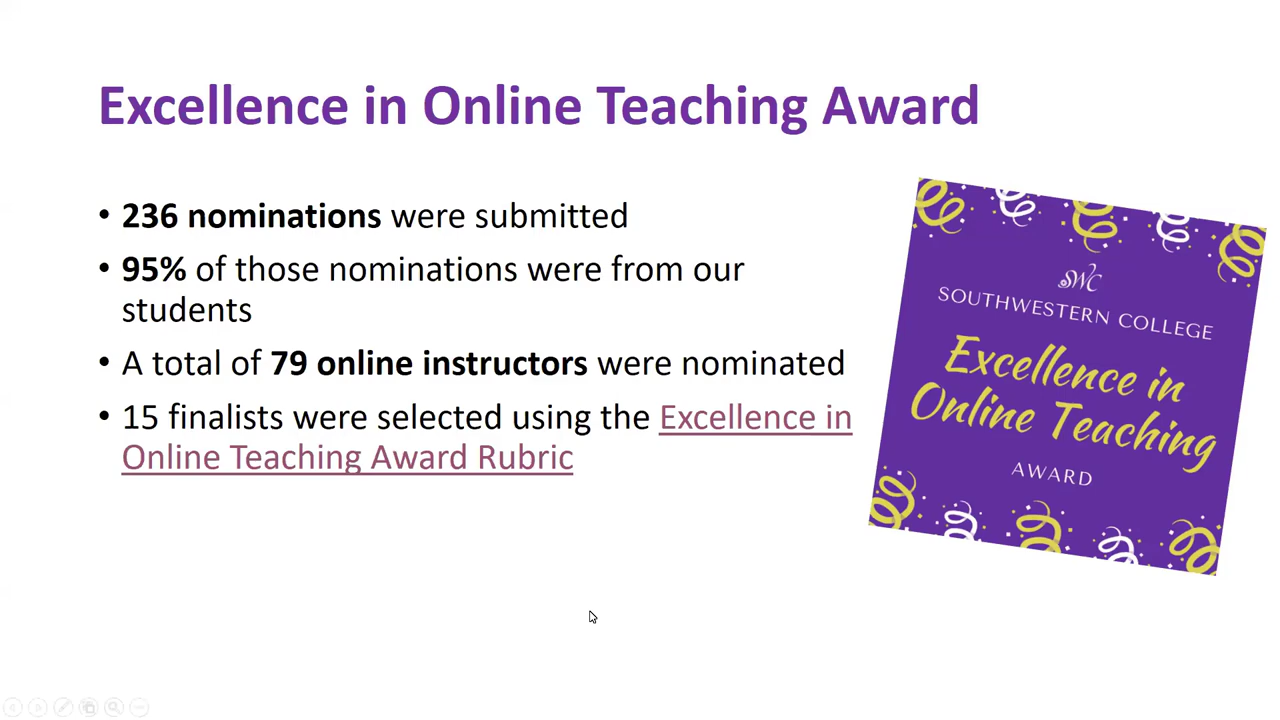 Excellence in Online Teaching Award
• 236 nominations were submitted
• 95% of those nominations were from our
students
• A total of 79 online instructors were nominated
• 15 finalists were selected using the Excellence in
Online Teaching Award Rubric
SWC
SOUTHWESTERN COLLEGE
Excellence in
Online Teaching
AWARD